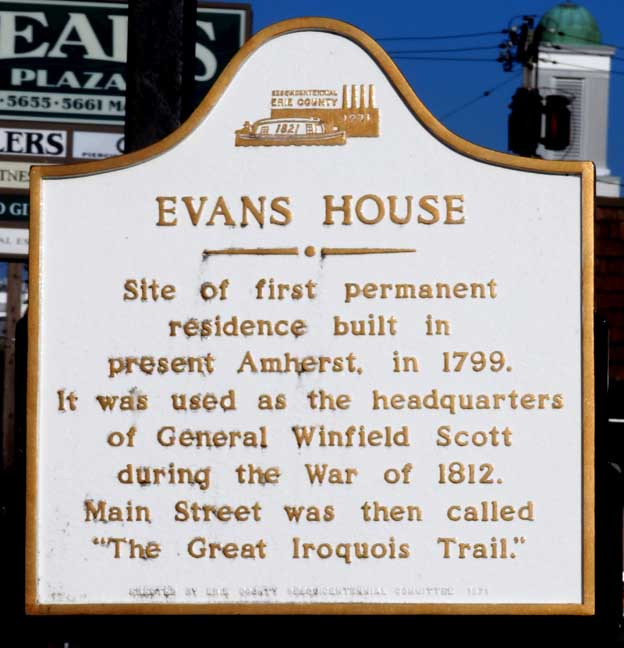 PLAZA
5655-5661
LERS
SESQUICENTENNIAL
ERIE COUNTY
1821
1971
EVANS HOUSE
Site of first permanent
residence built in
present Amherst, in 1799.
It was used as the headquarters
of General Winfield Scott
during the War of 1812.
Main Street was then called
"The Great Iroquois Trail."
ERECTED BY ERIE COUNTY SESQUICENTENNIAL COMMITTEE 1971